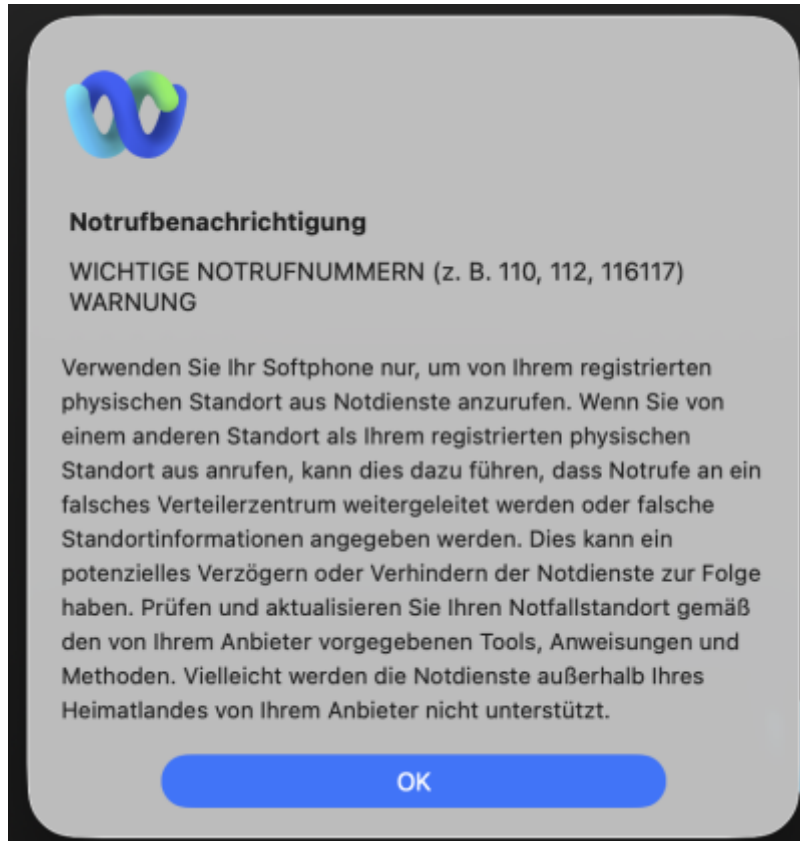 Notrufbenachrichtigung
WICHTIGE NOTRUFNUMMERN (z. B. 110, 112, 116117)
WARNUNG
Verwenden Sie Ihr Softphone nur, um von Ihrem registrierten
physischen Standort aus Notdienste anzurufen. Wenn Sie von
einem anderen Standort als Ihrem registrierten physischen
Standort aus anrufen, kann dies dazu führen, dass Notrufe an ein
falsches Verteilerzentrum weitergeleitet werden oder falsche
Standortinformationen angegeben werden. Dies kann ein
potenzielles Verzögern oder Verhindern der Notdienste zur Folge
haben. Prüfen und aktualisieren Sie Ihren Notfallstandort gemäß
den von Ihrem Anbieter vorgegebenen Tools, Anweisungen und
Methoden. Vielleicht werden die Notdienste außerhalb Ihres
Heimatlandes von Ihrem Anbieter nicht unterstützt.
OK